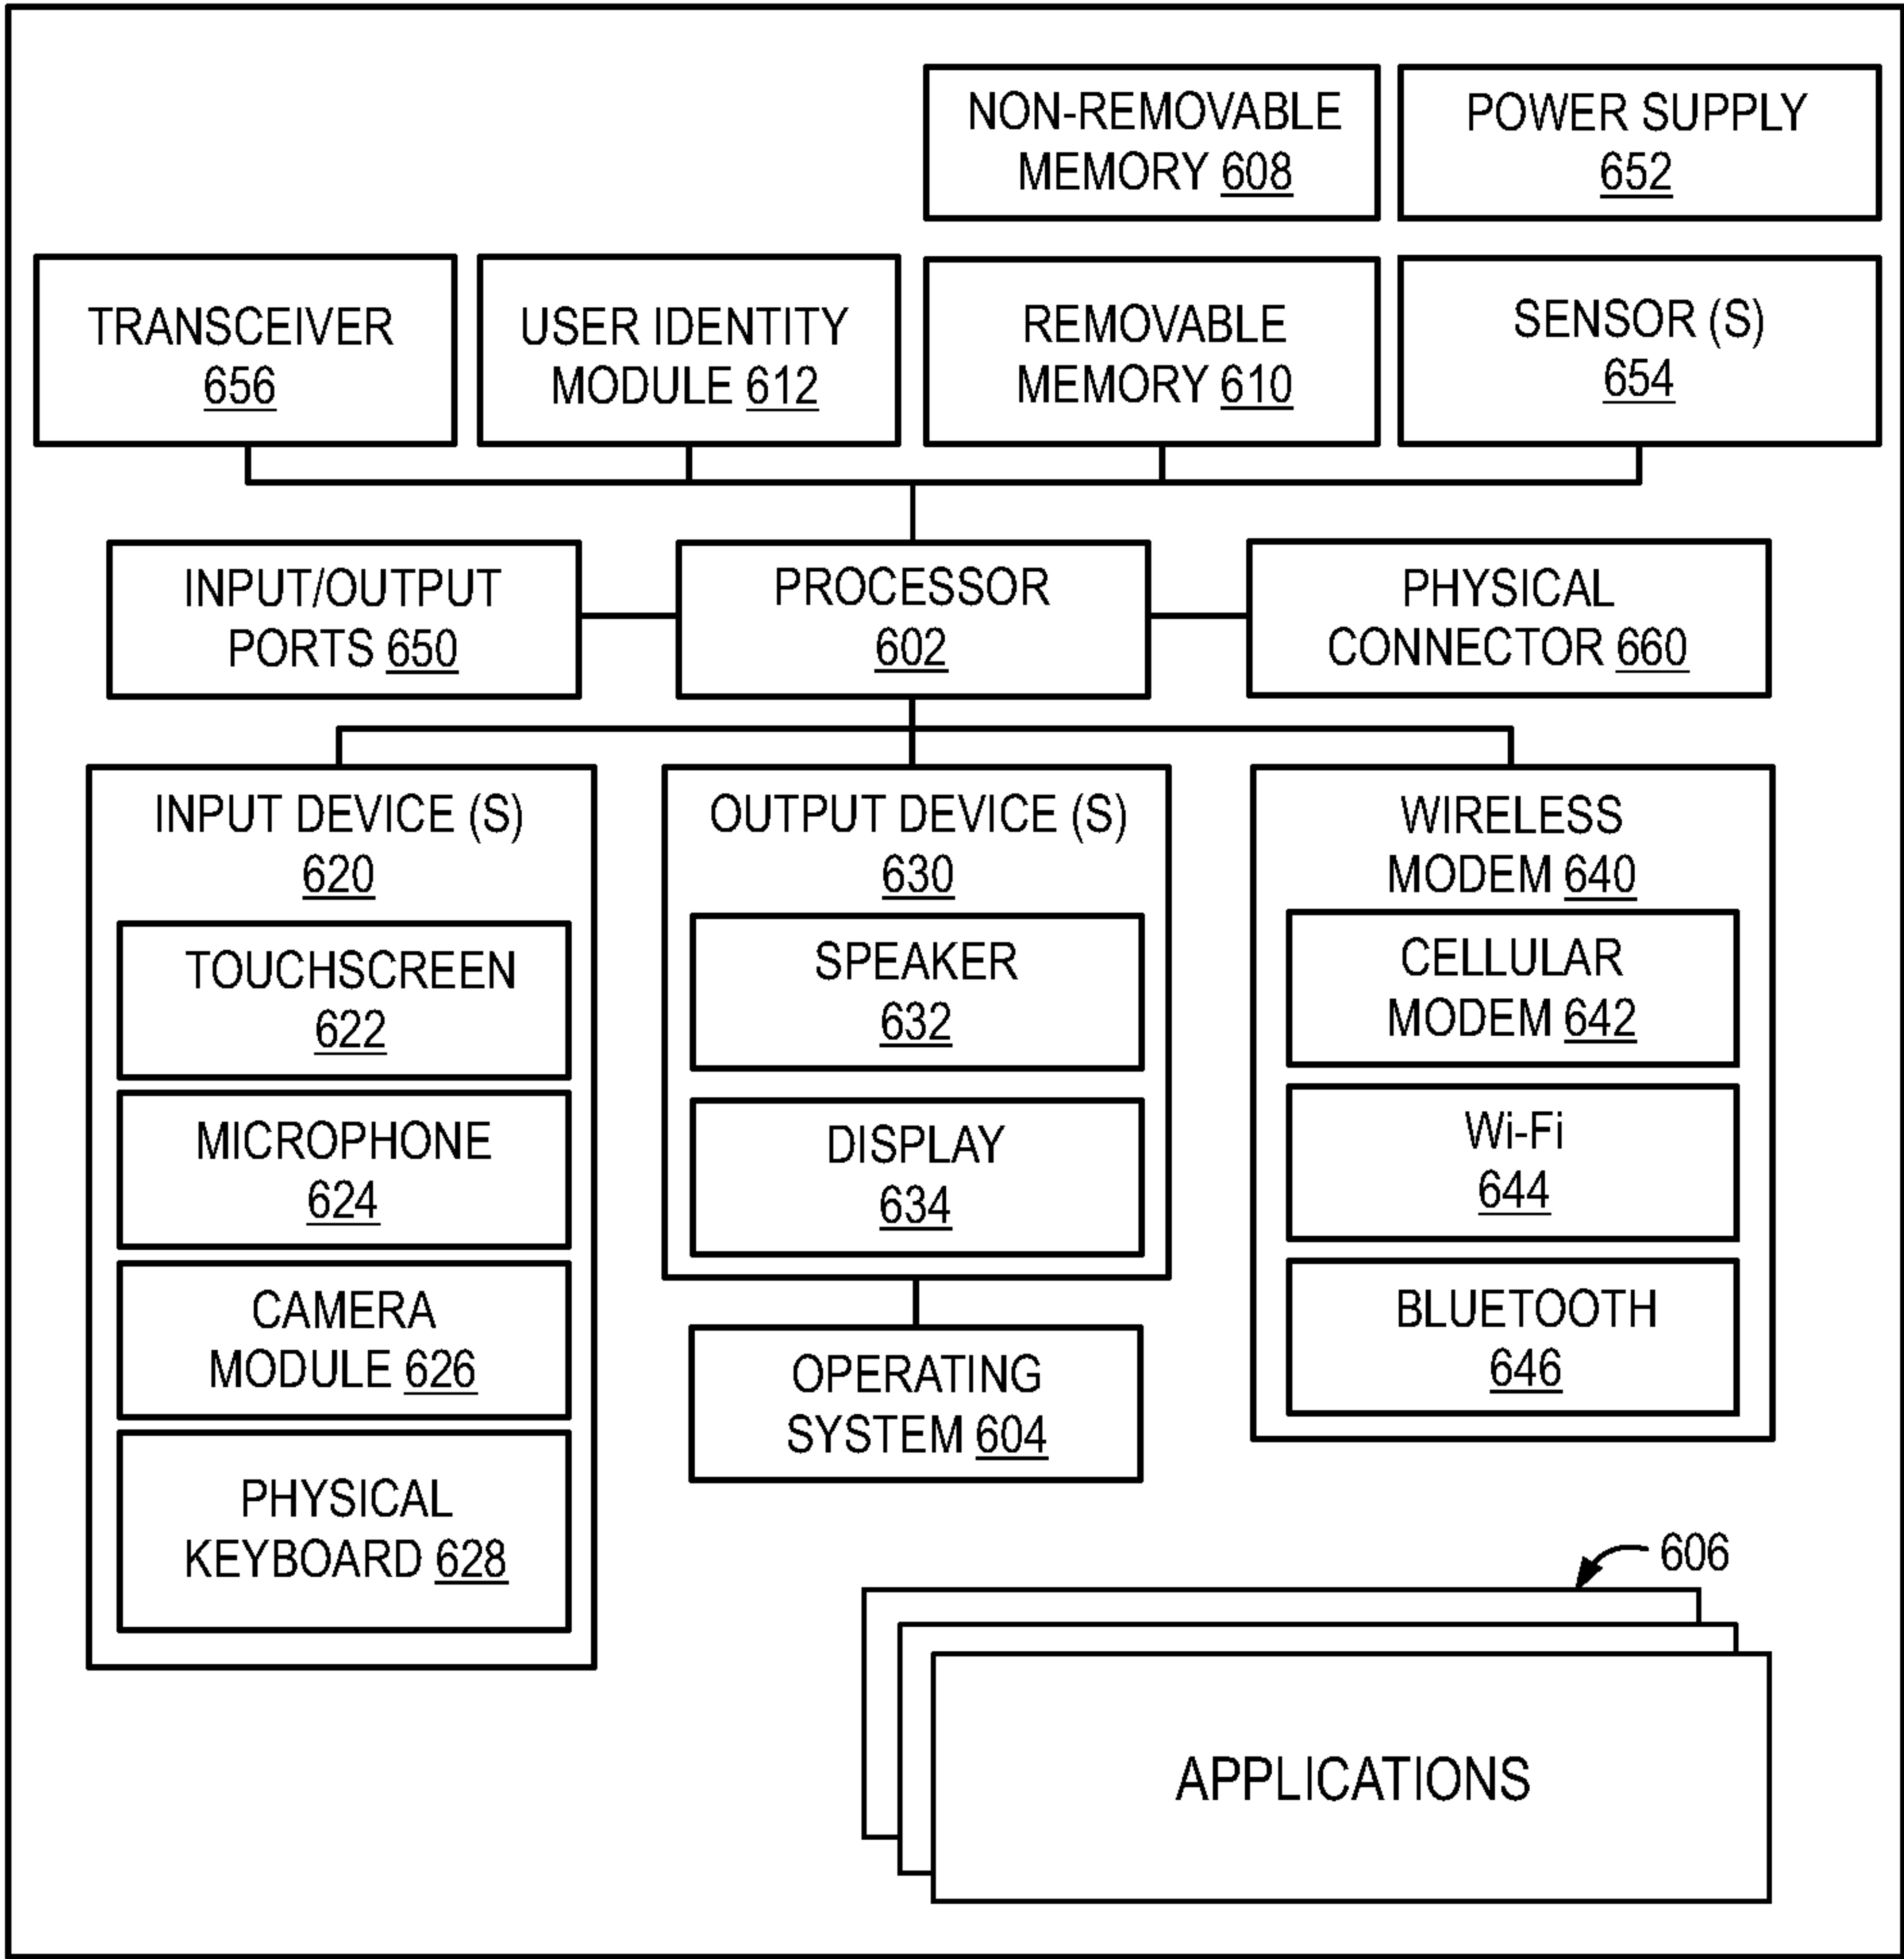 NON-REMOVABLE
MEMORY 608
POWER SUPPLY
652
TRANSCEIVER
656
USER IDENTITY
MODULE 612
REMOVABLE
MEMORY 610
SENSOR (S)
654
INPUT/OUTPUT
PORTS 650
PROCESSOR
602
PHYSICAL
CONNECTOR 660
INPUT DEVICE (S)
620
TOUCHSCREEN
622
MICROPHONE
624
CAMERA
MODULE 626
PHYSICAL
KEYBOARD 628
OUTPUT DEVICE (S)
630
SPEAKER
632
DISPLAY
634
OPERATING
SYSTEM 604
WIRELESS
MODEM 640
CELLULAR
MODEM 642
Wi-Fi
644
BLUETOOTH
646
606
APPLICATIONS